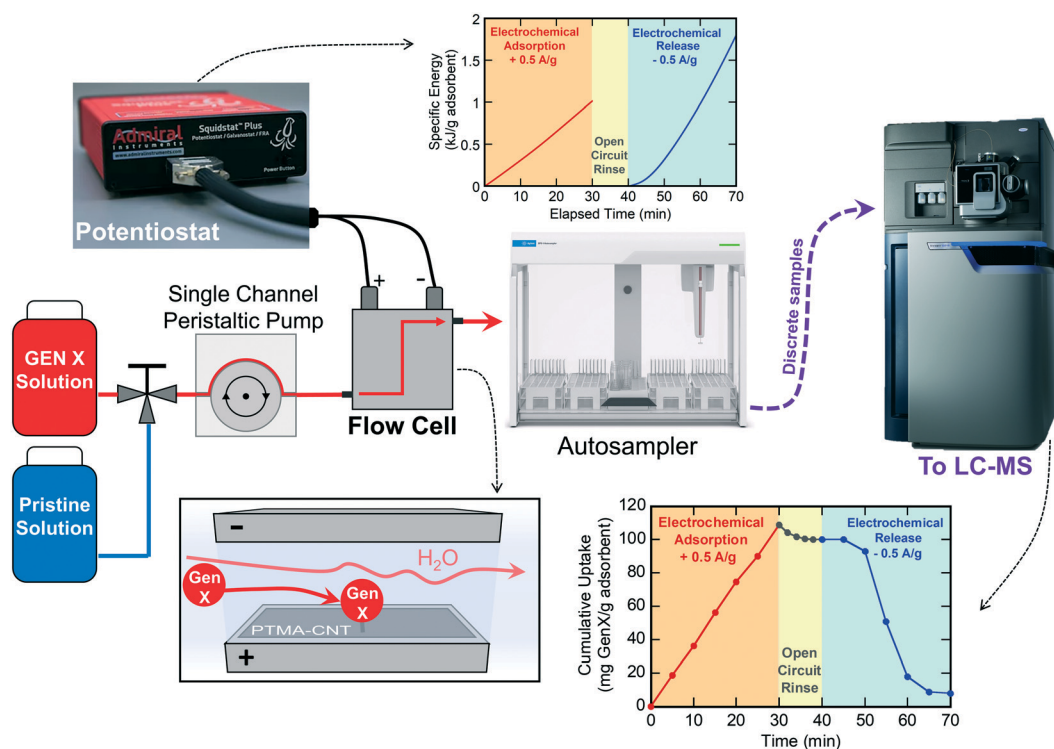 Admiral
Instruments
www.admiralinstruments.com
Squidstat™ Plus
Potentiostat / Galvanostat / FRA
Power Button
Potentiostat
2
1.5
1
0.5
0
Specific Energy
(kJ/g adsorbent)
Electrochemical
Adsorption
+ 0.5 A/g
Open
Circuit
Rinse
Electrochemical
Release
- 0.5 A/g
0 10 20 30 40 50 60 70
Elapsed Time (min)
GEN X
Solution
Pristine
Solution
Single Channel
Peristaltic Pump
+ -
Flow Cell
Autosampler
Discrete samples
To LC-MS
-
H₂O
Gen
X
Gen
X
PTMA-CNT
+
120
100
80
60
40
20
0
Cumulative Uptake
(mg GenX/g adsorbent)
Electrochemical
Adsorption
+ 0.5 A/g
Open
Circuit
Rinse
Electrochemical
Release
- 0.5 A/g
0 10 20 30 40 50 60 70
Time (min)